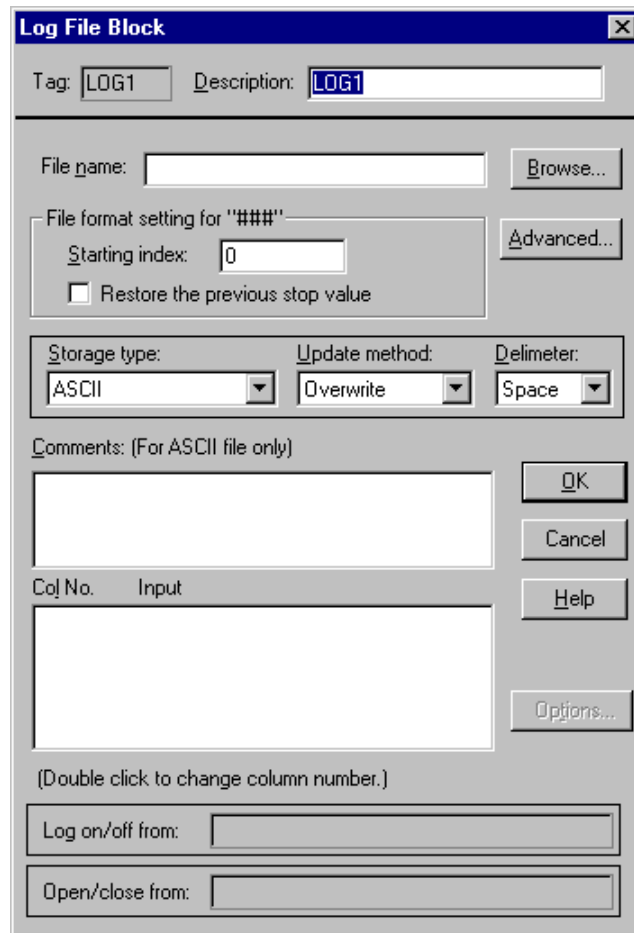 Log File Block
Tag: LOG1 Description: LOG1
File name: Browse...
File format setting for "###"
Starting index: 0
Advanced...
Restore the previous stop value
Storage type: Update method: Delimeter:
ASCII Overwrite Space
Comments: (For ASCII file only)
OK
Cancel
Col No. Input
Help
Options...
(Double click to change column number.)
Log on/off from:
Open/close from: